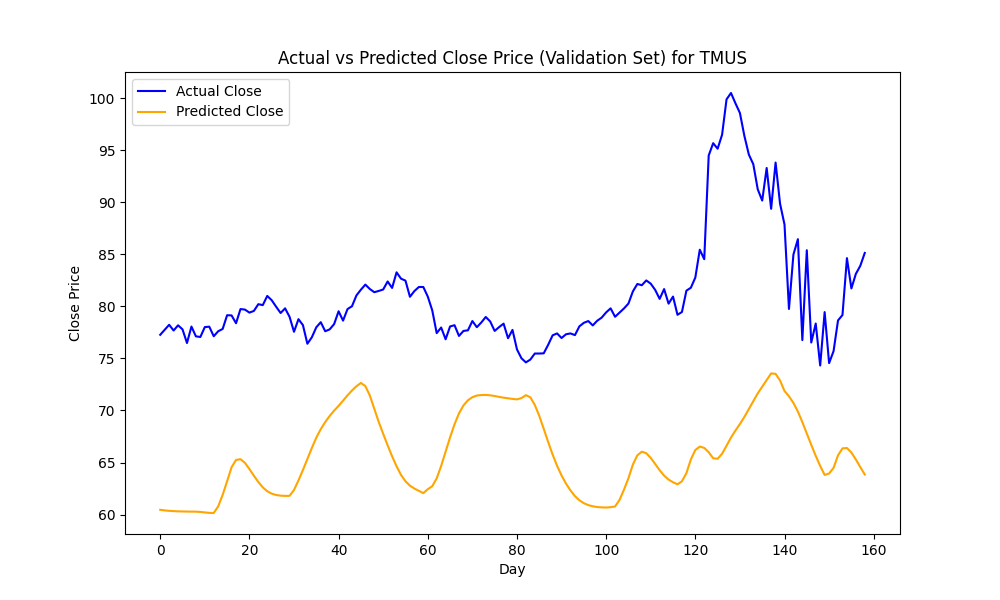 Actual vs Predicted Close Price (Validation Set) for TMUS
Actual Close
Predicted Close
100
95
90
85
80
75
70
65
60
Close Price
0 20 40 60 80 100 120 140 160
Day